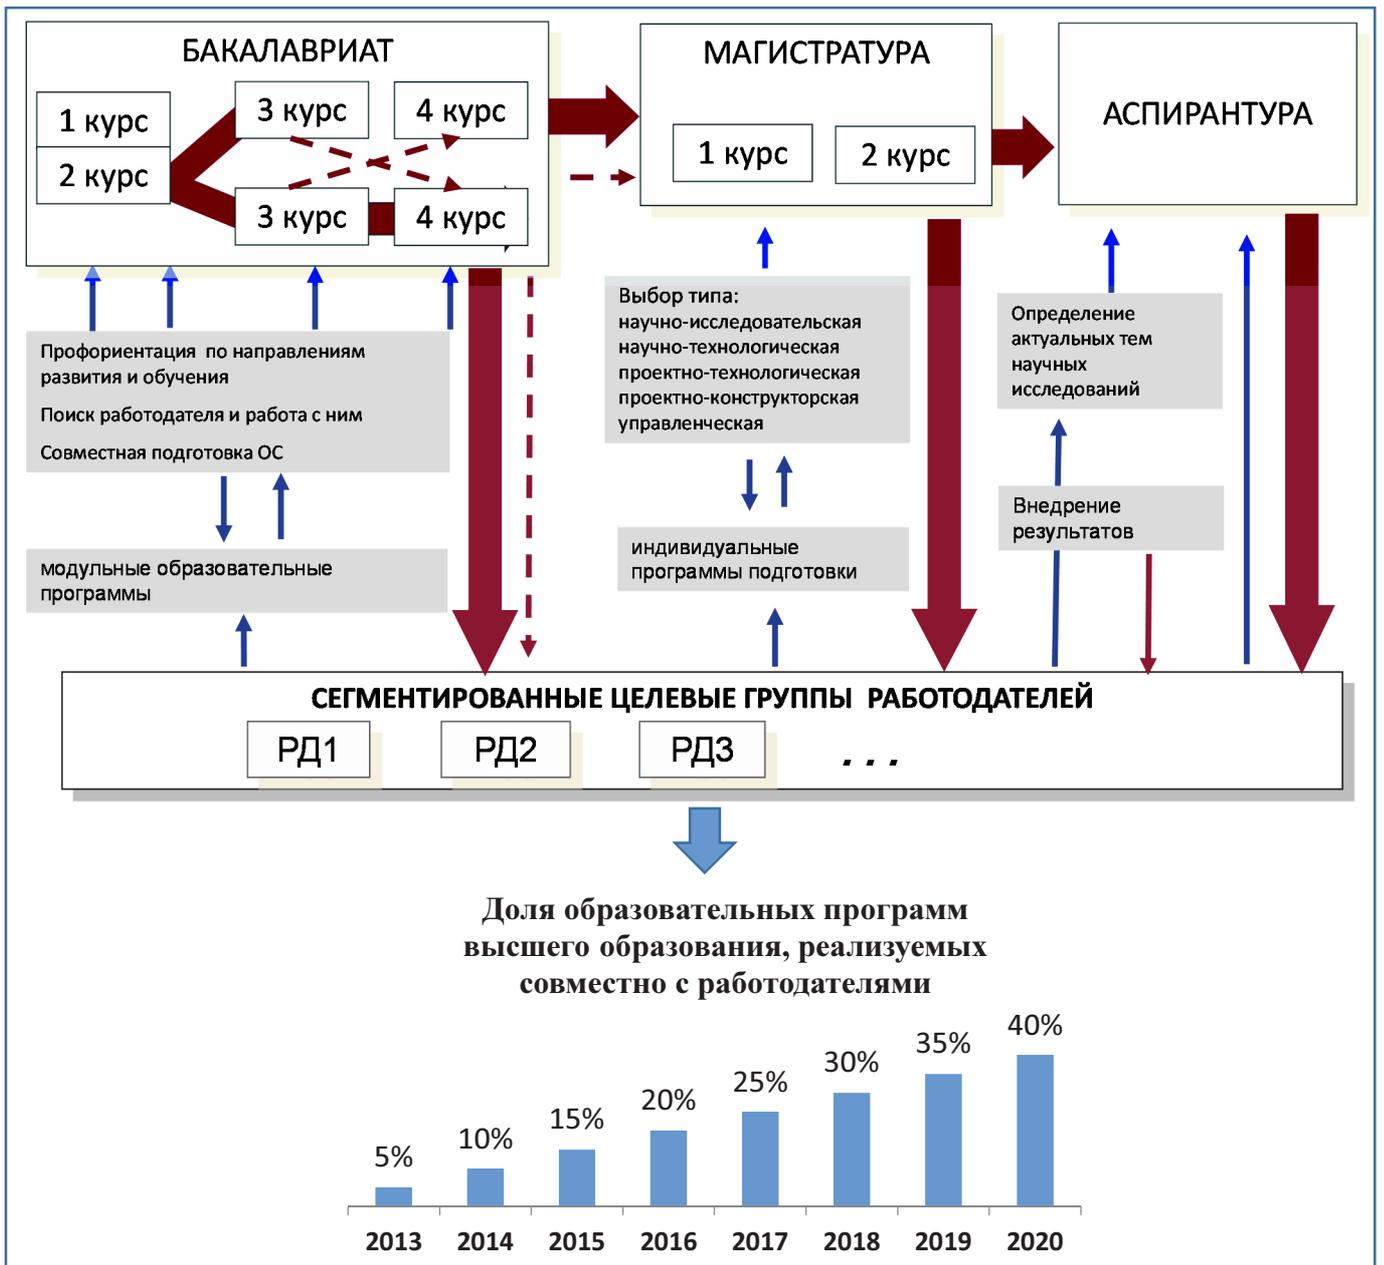 БАКАЛАВРИАТ
1 курс
2 курс
3 курс
4 курс
3 курс
4 курс
МАГИСТРАТУРА
1 курс
2 курс
АСПИРАНТУРА
Профориентация по направлениям
развития и обучения
Поиск работодателя и работа с ним
Совместная подготовка ОС
модульные образовательные
программы
Выбор типа:
научно-исследовательская
научно-технологическая
проектно-технологическая
проектно-конструкторская
управленческая
индивидуальные
программы подготовки
Определение
актуальных тем
научных
исследований
Внедрение
результатов
СЕГМЕНТИРОВАННЫЕ ЦЕЛЕВЫЕ ГРУППЫ РАБОТОДАТЕЛЕЙ
РД1
РД2
РД3
...
Доля образовательных программ
высшего образования, реализуемых
совместно с работодателями
5%
10%
15%
20%
25%
30%
35%
40%
2013
2014
2015
2016
2017
2018
2019
2020